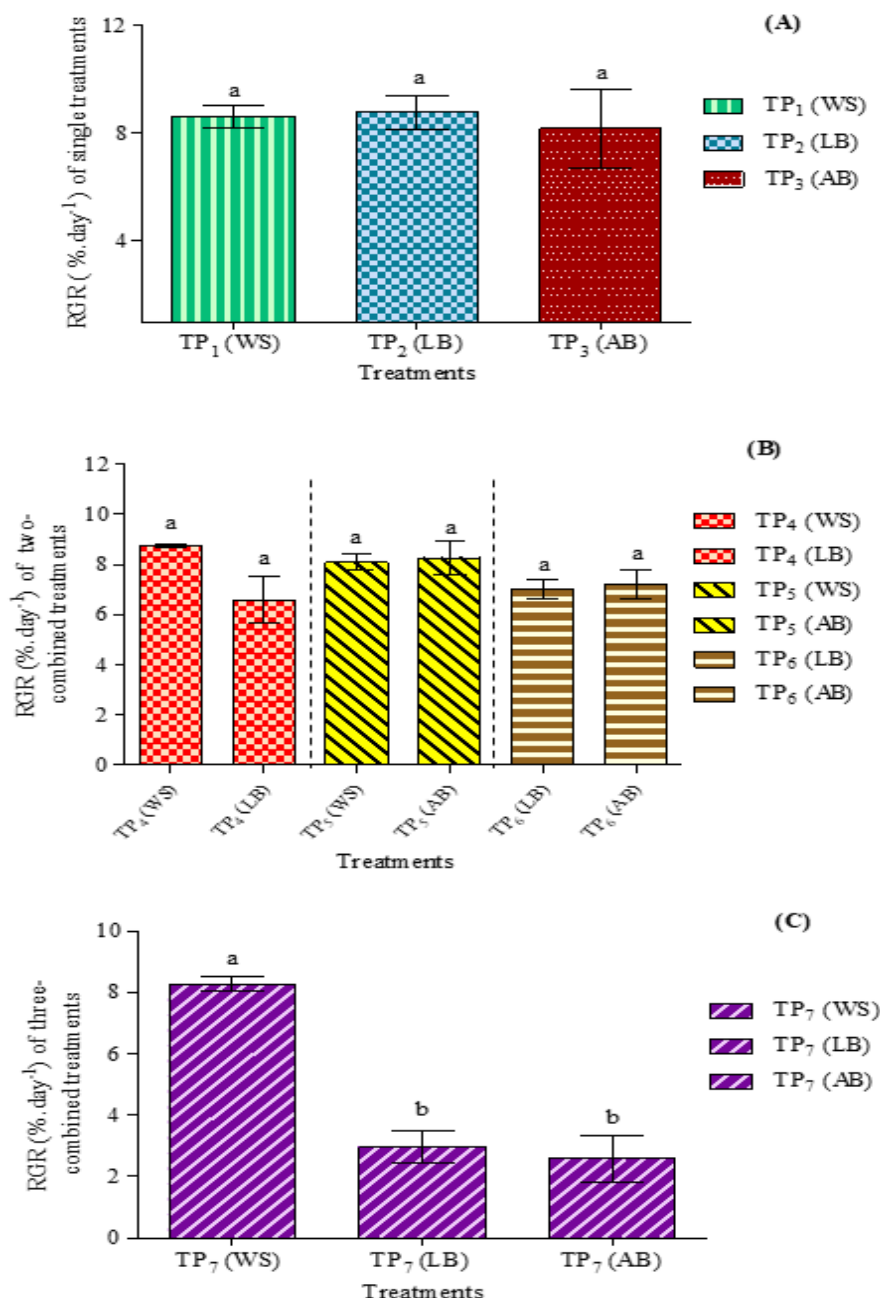 (A)
12
8
4
RGR (%.day⁻¹) of single treatments
a
a
a
TP₁ (WS)
TP₂ (LB)
TP₃ (AB)
TP₁ (WS)
TP₂ (LB)
TP₃ (AB)
Treatments
(B)
12
10
8
6
4
2
0
RGR (%.day⁻¹) of two-
combined treatments
a
a
a
a
a
a
TP₄ (WS)
TP₄ (LB)
TP₅ (WS)
TP₅ (AB)
TP₆ (LB)
TP₆ (AB)
TP₄ (WS)
TP₄ (LB)
TP₅ (WS)
TP₅ (AB)
TP₆ (LB)
TP₆ (AB)
Treatments
(C)
10
8
6
4
2
0
RGR (%.day⁻¹) of three-
combined treatments
a
b
b
TP₇ (WS)
TP₇ (LB)
TP₇ (AB)
TP₇ (WS)
TP₇ (LB)
TP₇ (AB)
Treatments